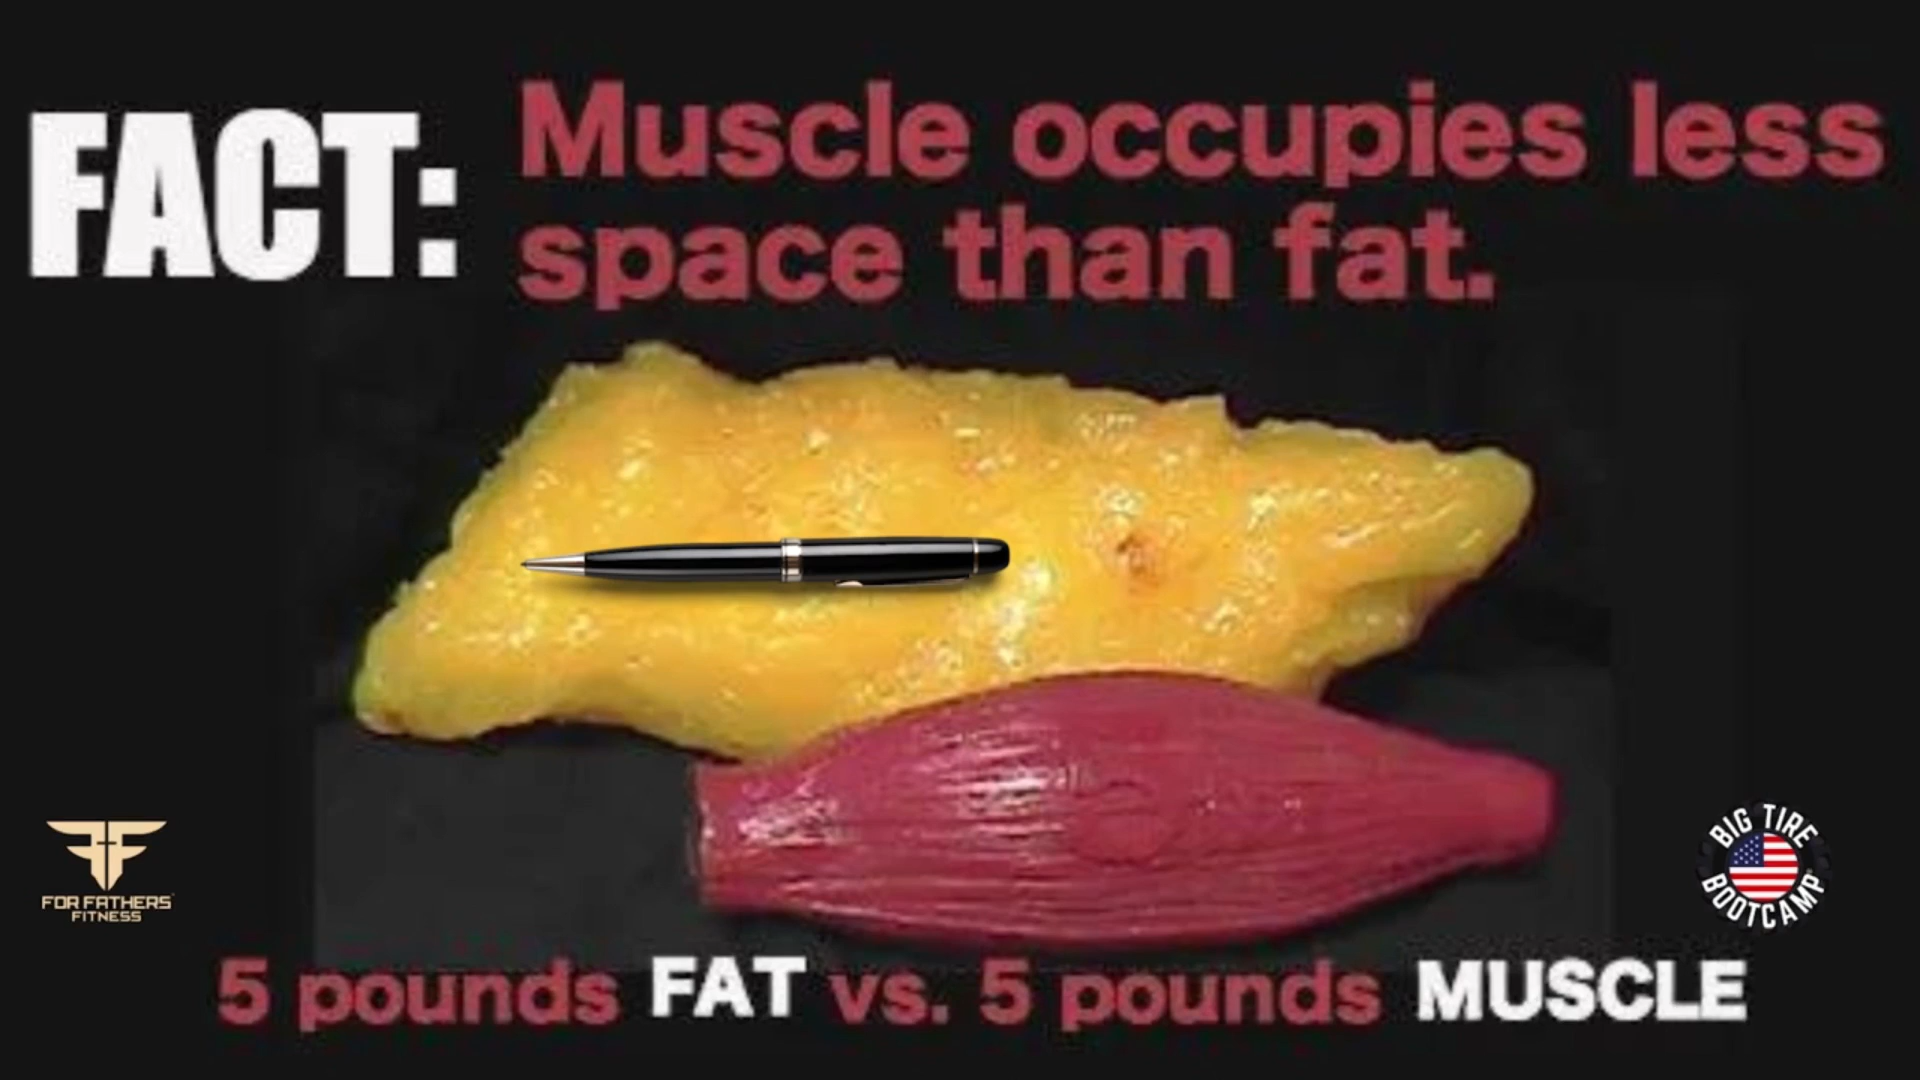 FACT:
Muscle occupies less
space than fat.
FF
FOR FATHERS
FITNESS
BIG TIRE
BOOTCAMP
5 pounds FAT vs. 5 pounds MUSCLE